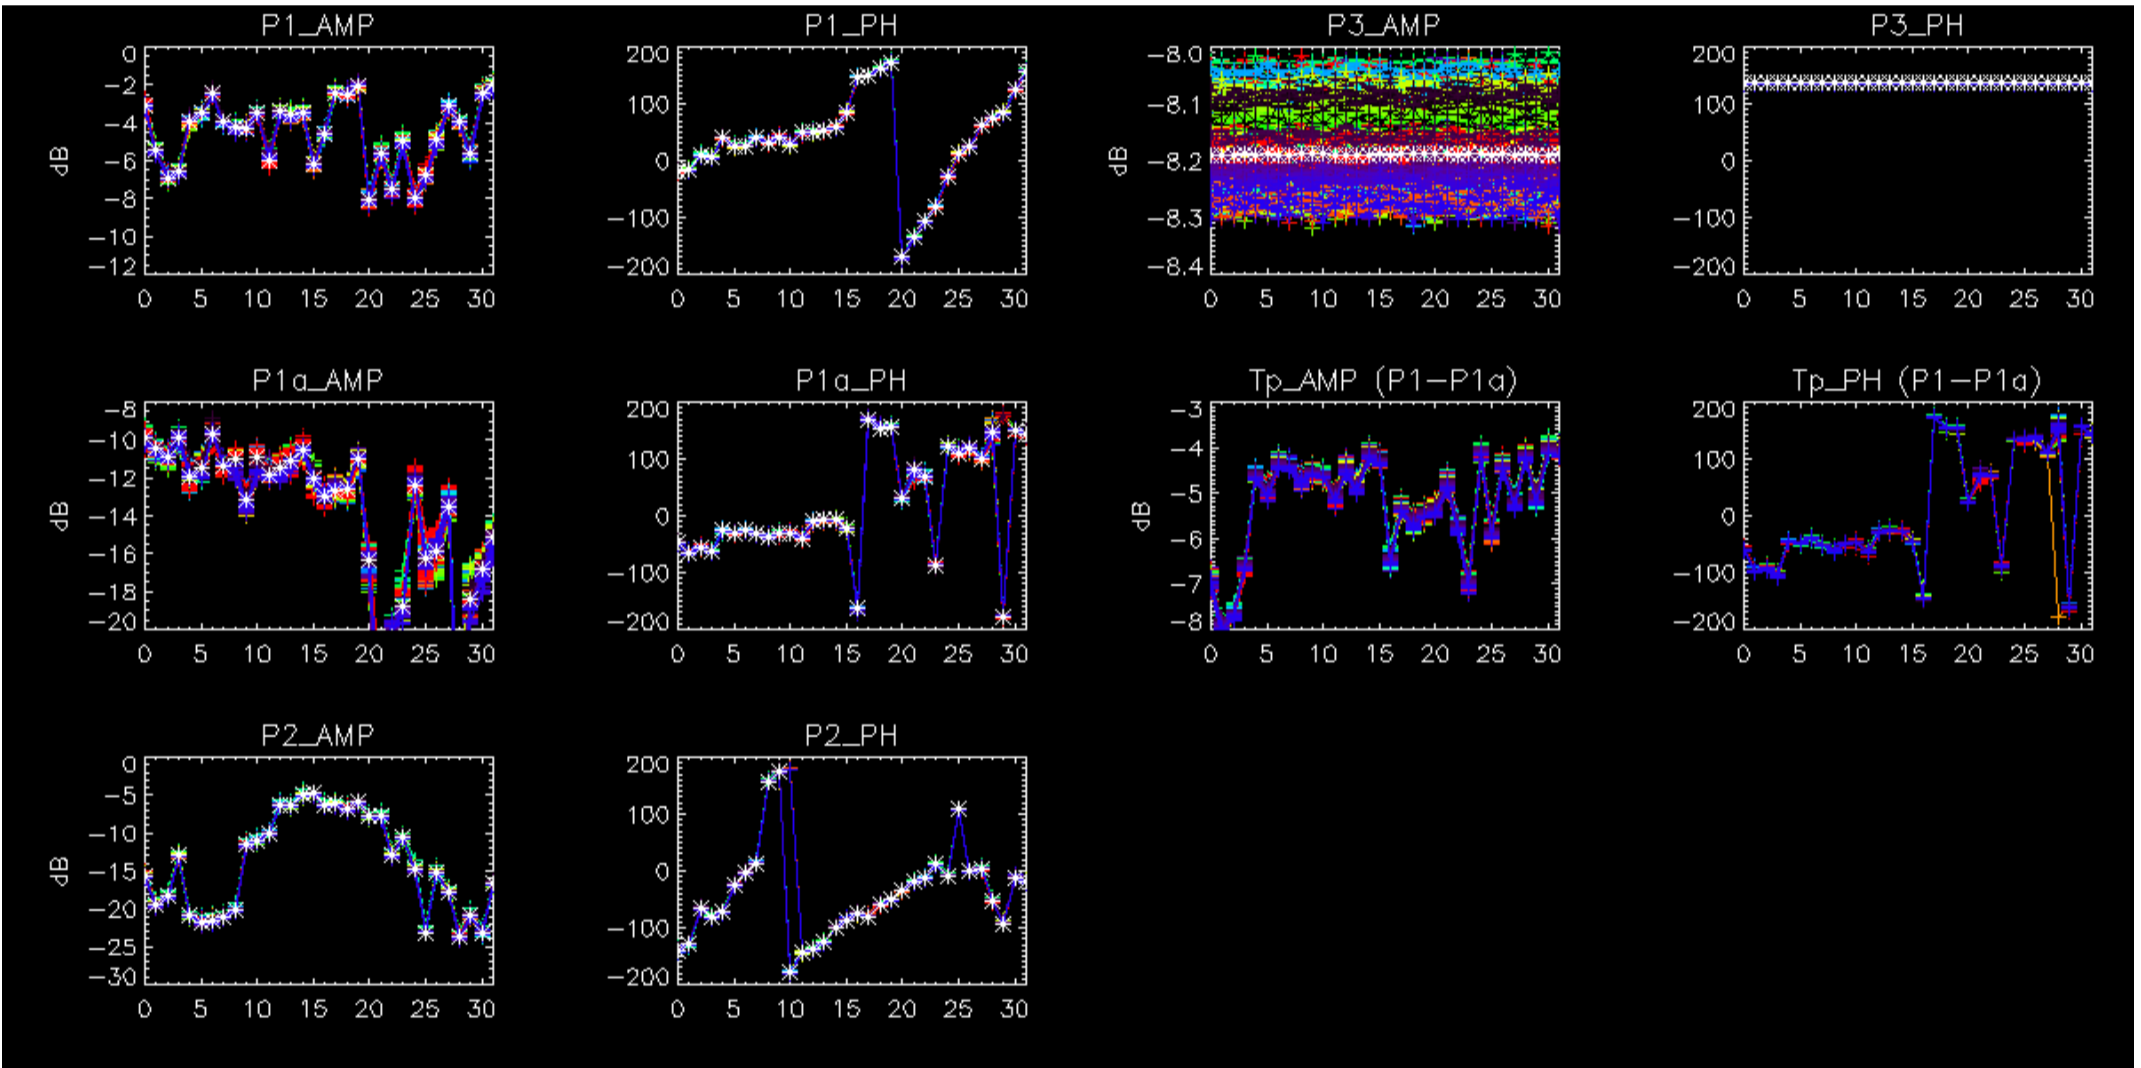 P1_AMP
dB
0
-2
-4
-6
-8
-10
-12
0 5 10 15 20 25 30
P1_PH
200
100
0
-100
-200
0 5 10 15 20 25 30
P3_AMP
dB
-8.0
-8.1
-8.2
-8.3
-8.4
0 5 10 15 20 25 30
P3_PH
200
100
0
-100
-200
0 5 10 15 20 25 30
P1a_AMP
dB
-8
-10
-12
-14
-16
-18
-20
0 5 10 15 20 25 30
P1a_PH
200
100
0
-100
-200
0 5 10 15 20 25 30
Tp_AMP (P1-P1a)
dB
-3
-4
-5
-6
-7
-8
0 5 10 15 20 25 30
Tp_PH (P1-P1a)
200
100
0
-100
-200
0 5 10 15 20 25 30
P2_AMP
dB
0
-5
-10
-15
-20
-25
-30
0 5 10 15 20 25 30
P2_PH
200
100
0
-100
-200
0 5 10 15 20 25 30